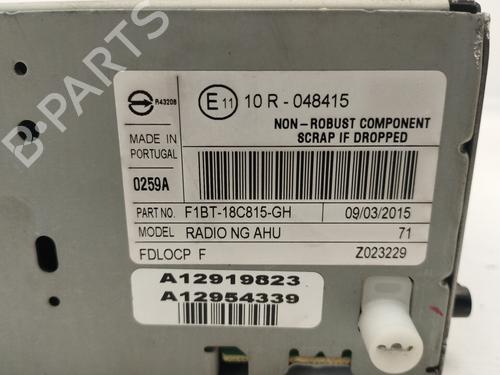 R43208
E 11 10 R - 048415
NON-ROBUST COMPONENT
SCRAP IF DROPPED
MADE IN
PORTUGAL
0259A
PART NO. F1BT-18C815-GH 09/03/2015
MODEL RADIO NG AHU 71
FDLOCP F Z023229
A12919823
A12954339
B-PARTS